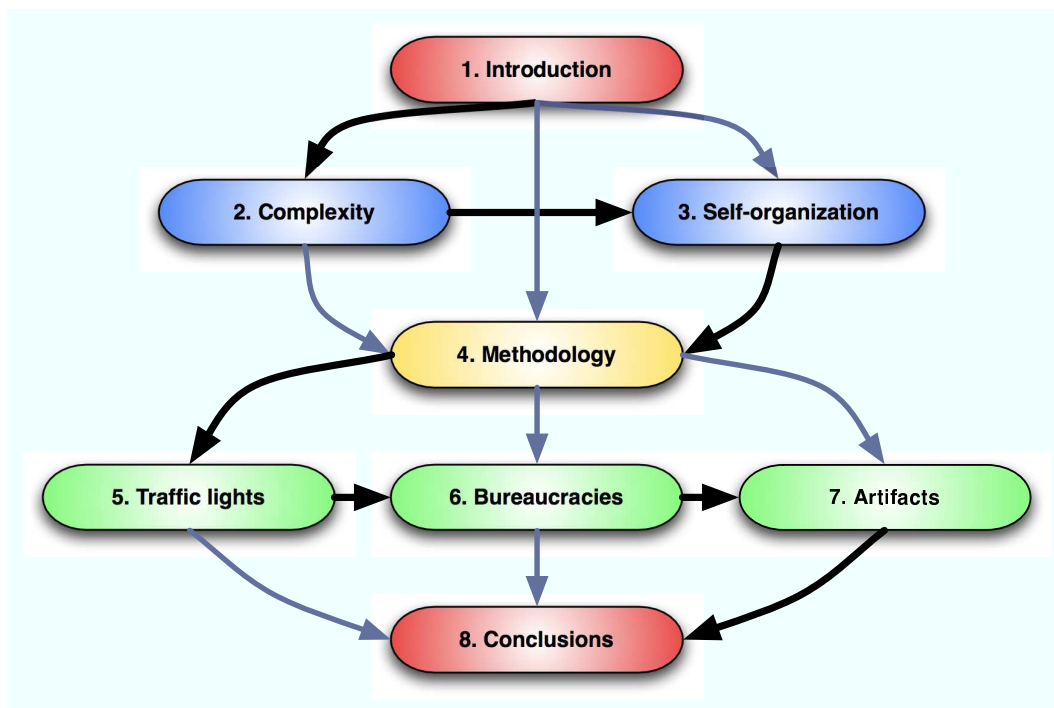 1. Introduction
2. Complexity
3. Self-organization
4. Methodology
5. Traffic lights
6. Bureaucracies
7. Artifacts
8. Conclusions